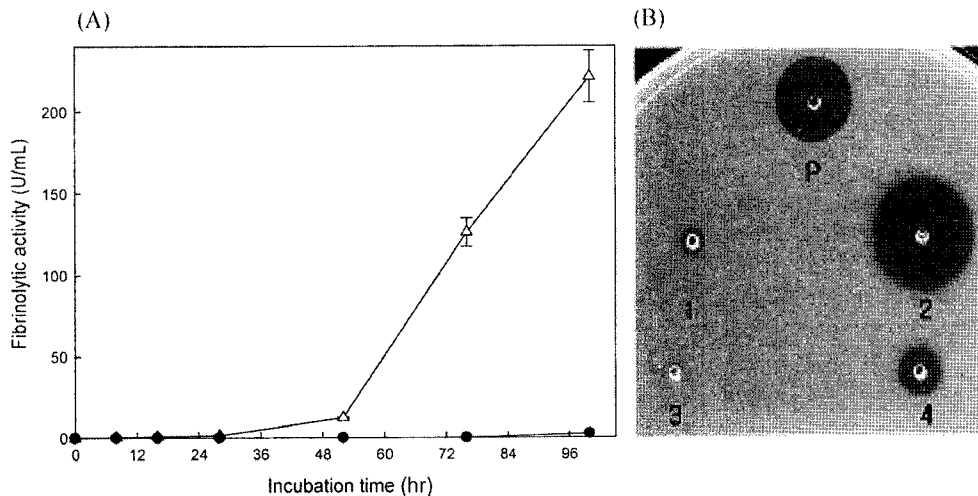 (A)
(B)
Fibrinolytic activity (U/mL)
200
150
100
50
0
0 12 24 36 48 60 72 84 96
Incubation time (hr)
P
1
2
3
4